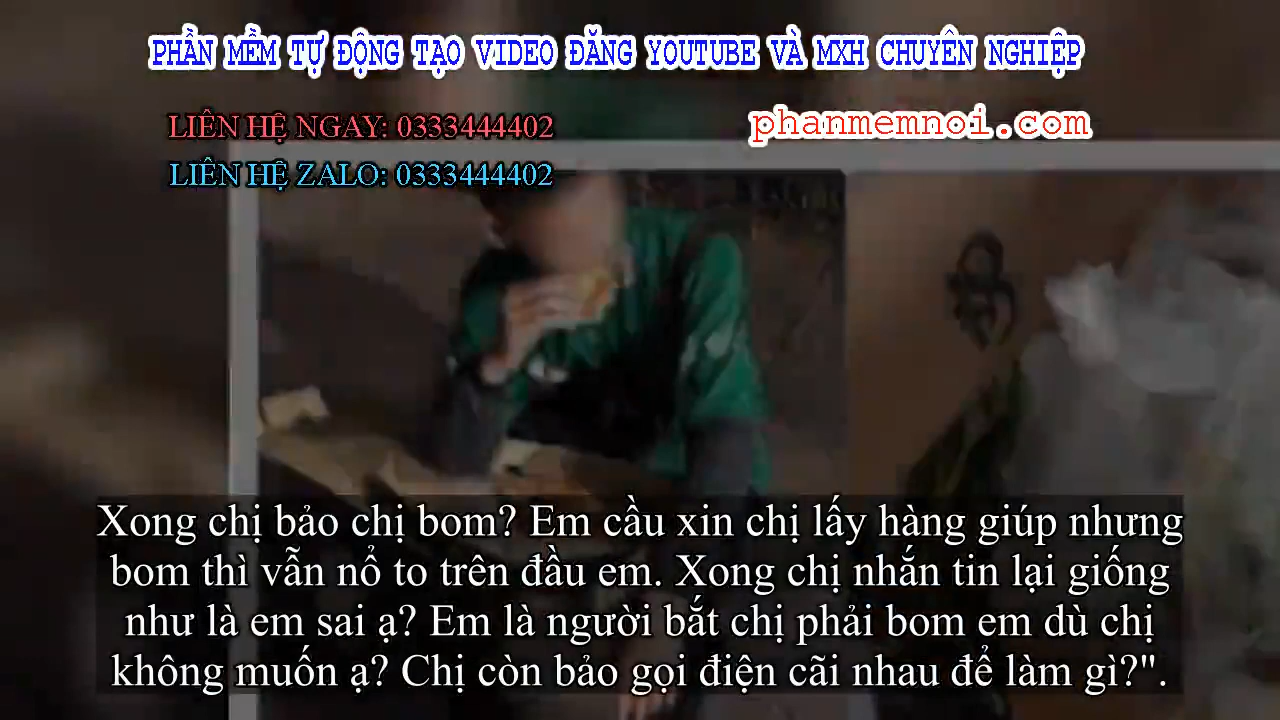 PHẦN MỀM TỰ ĐỘNG TẠO VIDEO ĐĂNG YOUTUBE VÀ MXH CHUYÊN NGHIỆP
LIÊN HỆ NGAY: 0333444402
phanmemnoi.com
LIÊN HỆ ZALO: 0333444402
Xong chị bảo chị bom? Em cầu xin chị lấy hàng giúp nhưng
bom thì vẫn nổ to trên đầu em. Xong chị nhắn tin lại giống
như là em sai ạ? Em là người bắt chị phải bom em dù chị
không muốn ạ? Chị còn bảo gọi điện cãi nhau để làm gì?".